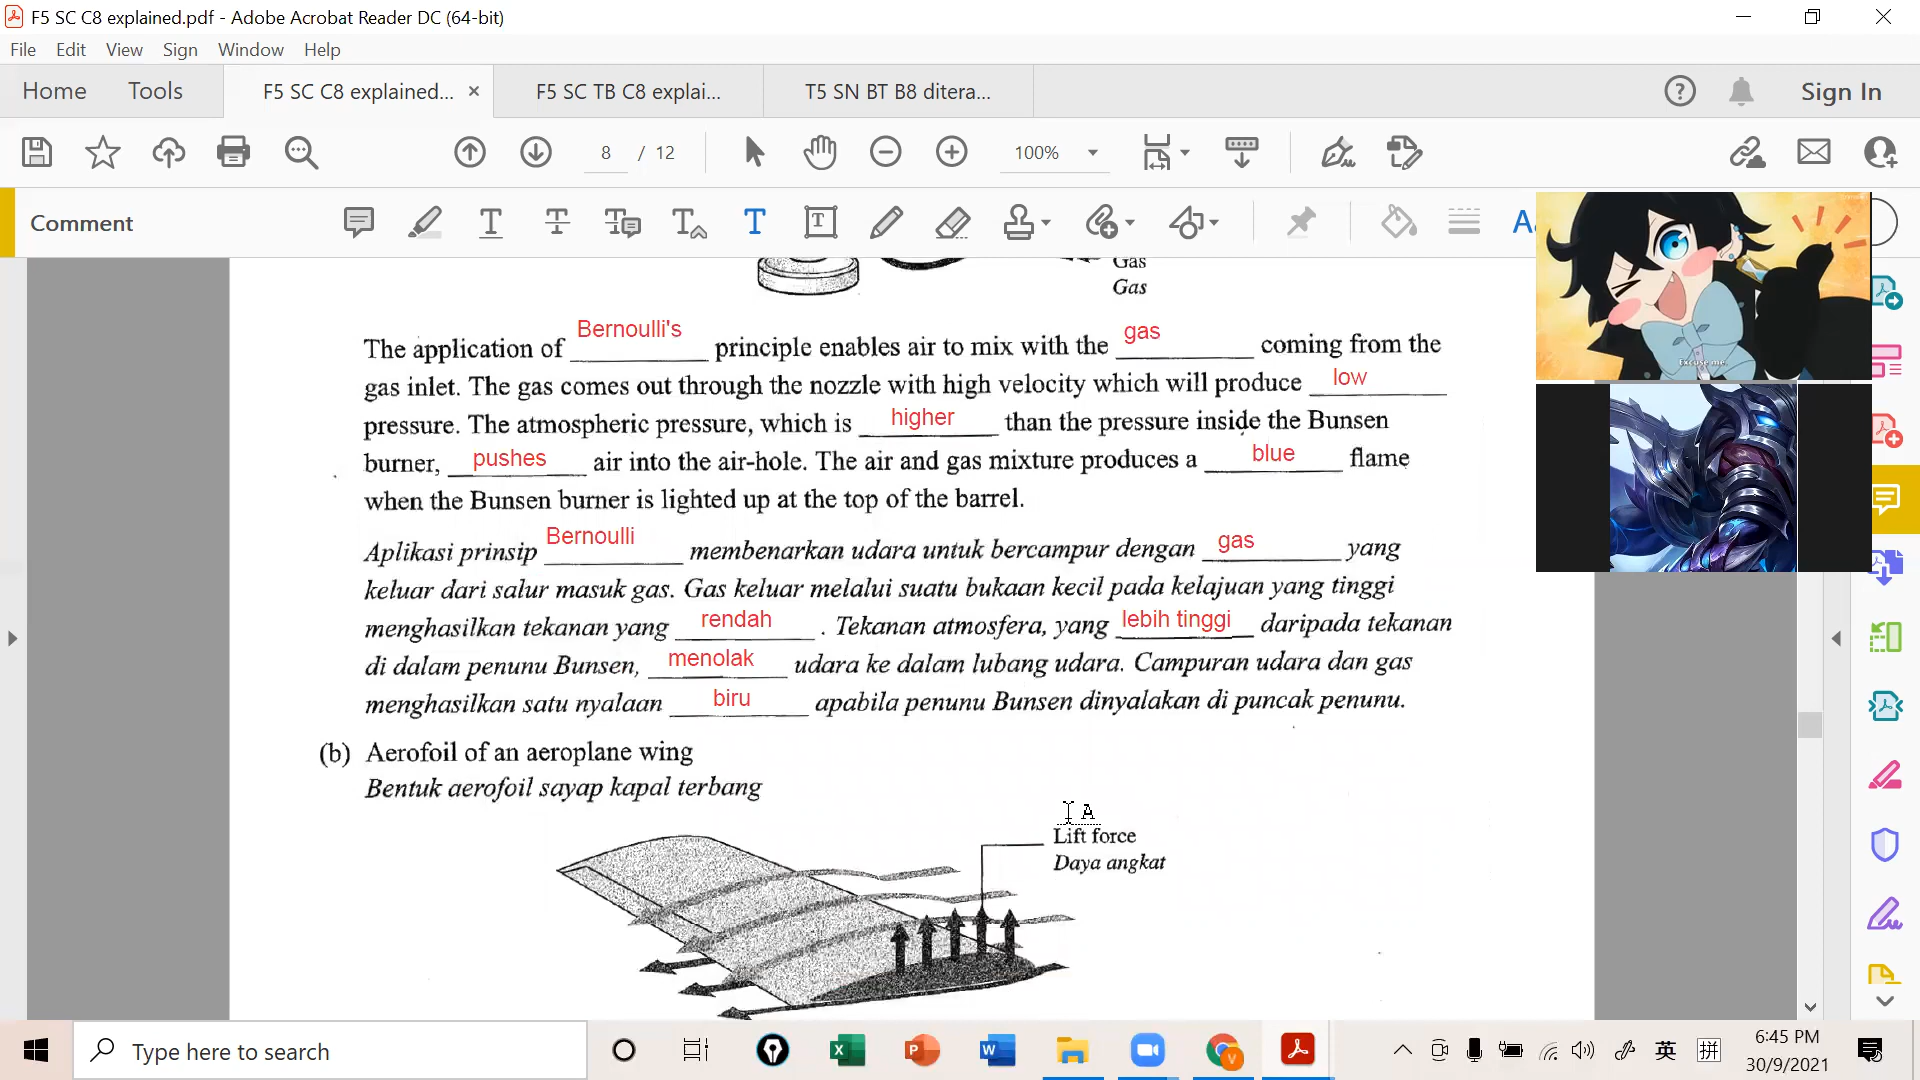 F5 SC C8 explained.pdf - Adobe Acrobat Reader DC (64-bit)
File Edit View Sign Window Help
Home Tools F5 SC C8 explained... × F5 SC TB C8 explai... T5 SN BT B8 ditera... Sign In
8 / 12 100%
Comment
Gas
Gas
Excuse me.
The application of Bernoulli's principle enables air to mix with the gas coming from the
gas inlet. The gas comes out through the nozzle with high velocity which will produce low
pressure. The atmospheric pressure, which is higher than the pressure inside the Bunsen
burner, pushes air into the air-hole. The air and gas mixture produces a blue flame
when the Bunsen burner is lighted up at the top of the barrel.
Aplikasi prinsip Bernoulli membenarkan udara untuk bercampur dengan gas yang
keluar dari salur masuk gas. Gas keluar melalui suatu bukaan kecil pada kelajuan yang tinggi
menghasilkan tekanan yang rendah . Tekanan atmosfera, yang lebih tinggi daripada tekanan
di dalam penunu Bunsen, menolak udara ke dalam lubang udara. Campuran udara dan gas
menghasilkan satu nyalaan biru apabila penunu Bunsen dinyalakan di puncak penunu.
(b) Aerofoil of an aeroplane wing
Bentuk aerofoil sayap kapal terbang
A
Lift force
Daya angkat
Type here to search
英 拼
6:45 PM
30/9/2021